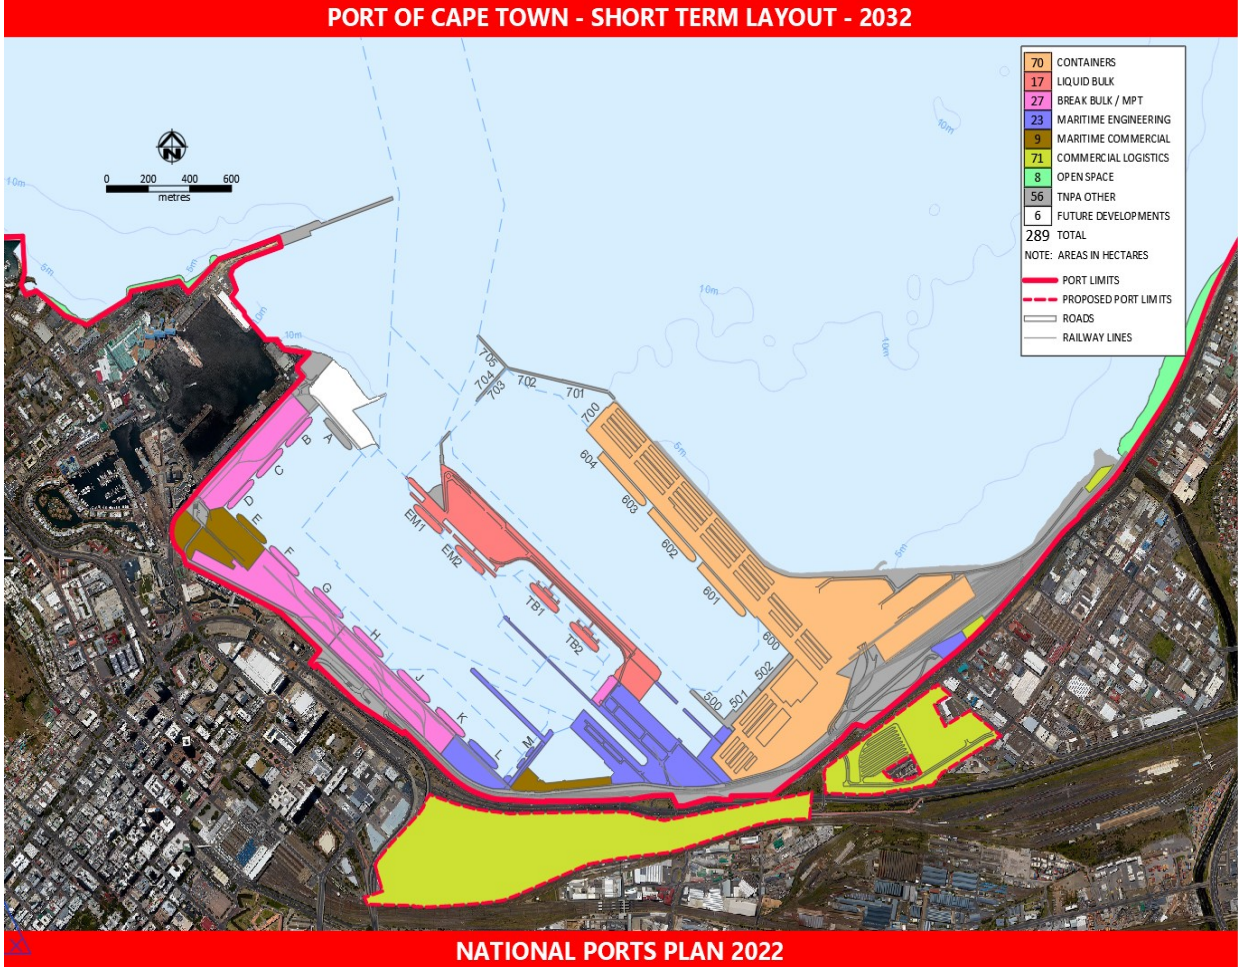 PORT OF CAPE TOWN - SHORT TERM LAYOUT - 2032
70 CONTAINERS
17 LIQUID BULK
27 BREAK BULK / MPT
23 MARITIME ENGINEERING
9 MARITIME COMMERCIAL
71 COMMERCIAL LOGISTICS
8 OPEN SPACE
56 TNPA OTHER
6 FUTURE DEVELOPMENTS
289 TOTAL
NOTE: AREAS IN HECTARES
PORT LIMITS
PROPOSED PORT LIMITS
ROADS
RAILWAY LINES
N
0 200 400 600
metres
10m
10m
5m
5m
10m
10m
10m
5m
5m
705
704
703
702
701
700
604
603
602
601
600
502
501
500
A
B
C
D
E
F
G
H
J
K
L
M
EM1
EM2
TB1
TB2
NATIONAL PORTS PLAN 2022